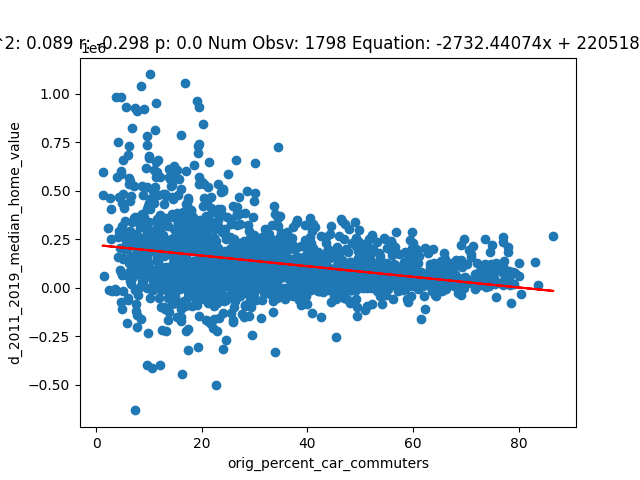 ^2: 0.089 r: -0.298 p: 0.0 Num Obsv: 1798 Equation: -2732.44074x + 220518
1e6
1.00
0.75
0.50
0.25
0.00
−0.25
−0.50
d_2011_2019_median_home_value
0 20 40 60 80
orig_percent_car_commuters